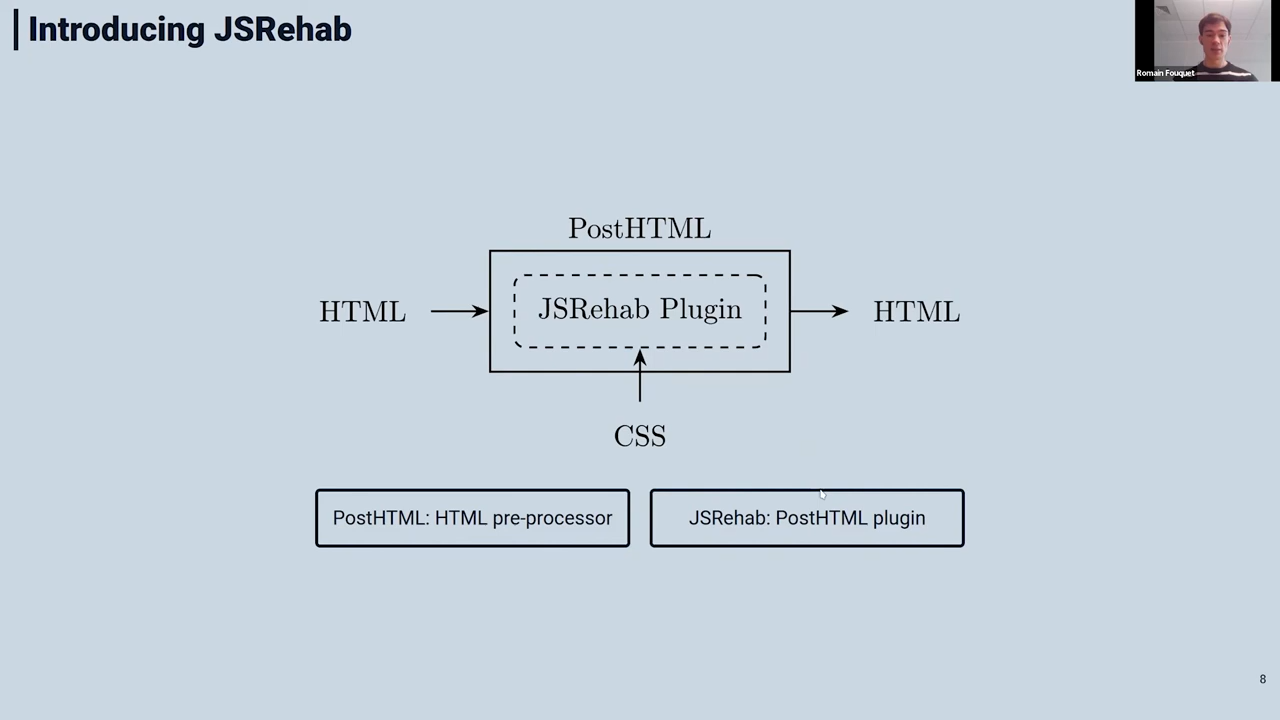 Introducing JSRehab
Romain Fouquet
PostHTML
HTML
JSRehab Plugin
HTML
CSS
PostHTML: HTML pre-processor
JSRehab: PostHTML plugin
8